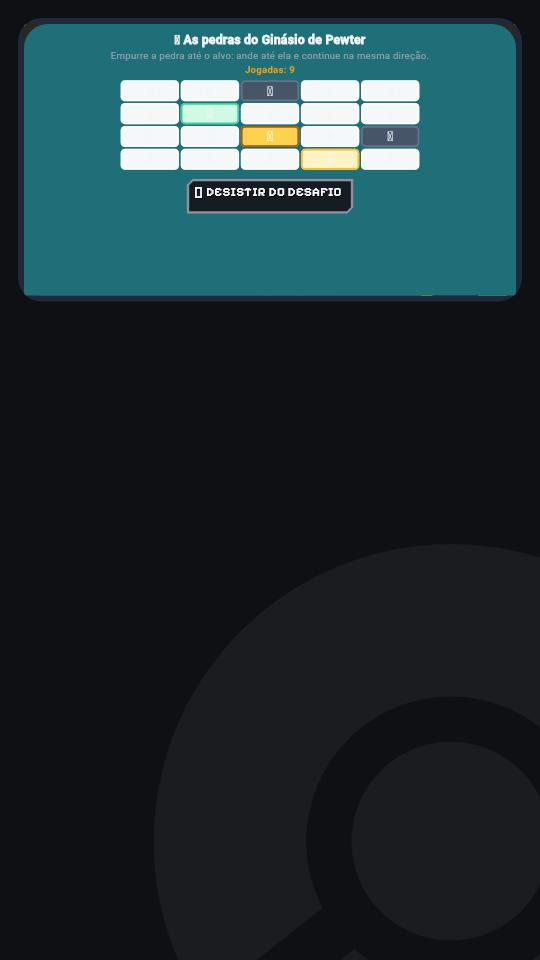 As pedras do Ginásio de Pewter
Empurre a pedra até o alvo: ande até ela e continue na mesma direção.
Jogadas: 9
DESISTIR DO DESAFIO